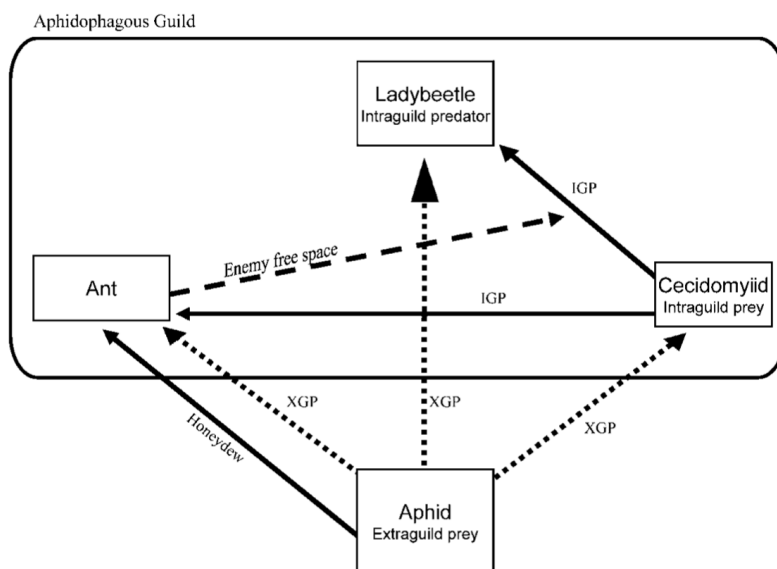 Aphidophagous Guild
Ladybeetle
Intraguild predator
IGP
Enemy free space
Ant
Cecidomyiid
Intraguild prey
IGP
XGP
XGP
XGP
Honeydew
Aphid
Extraguild prey